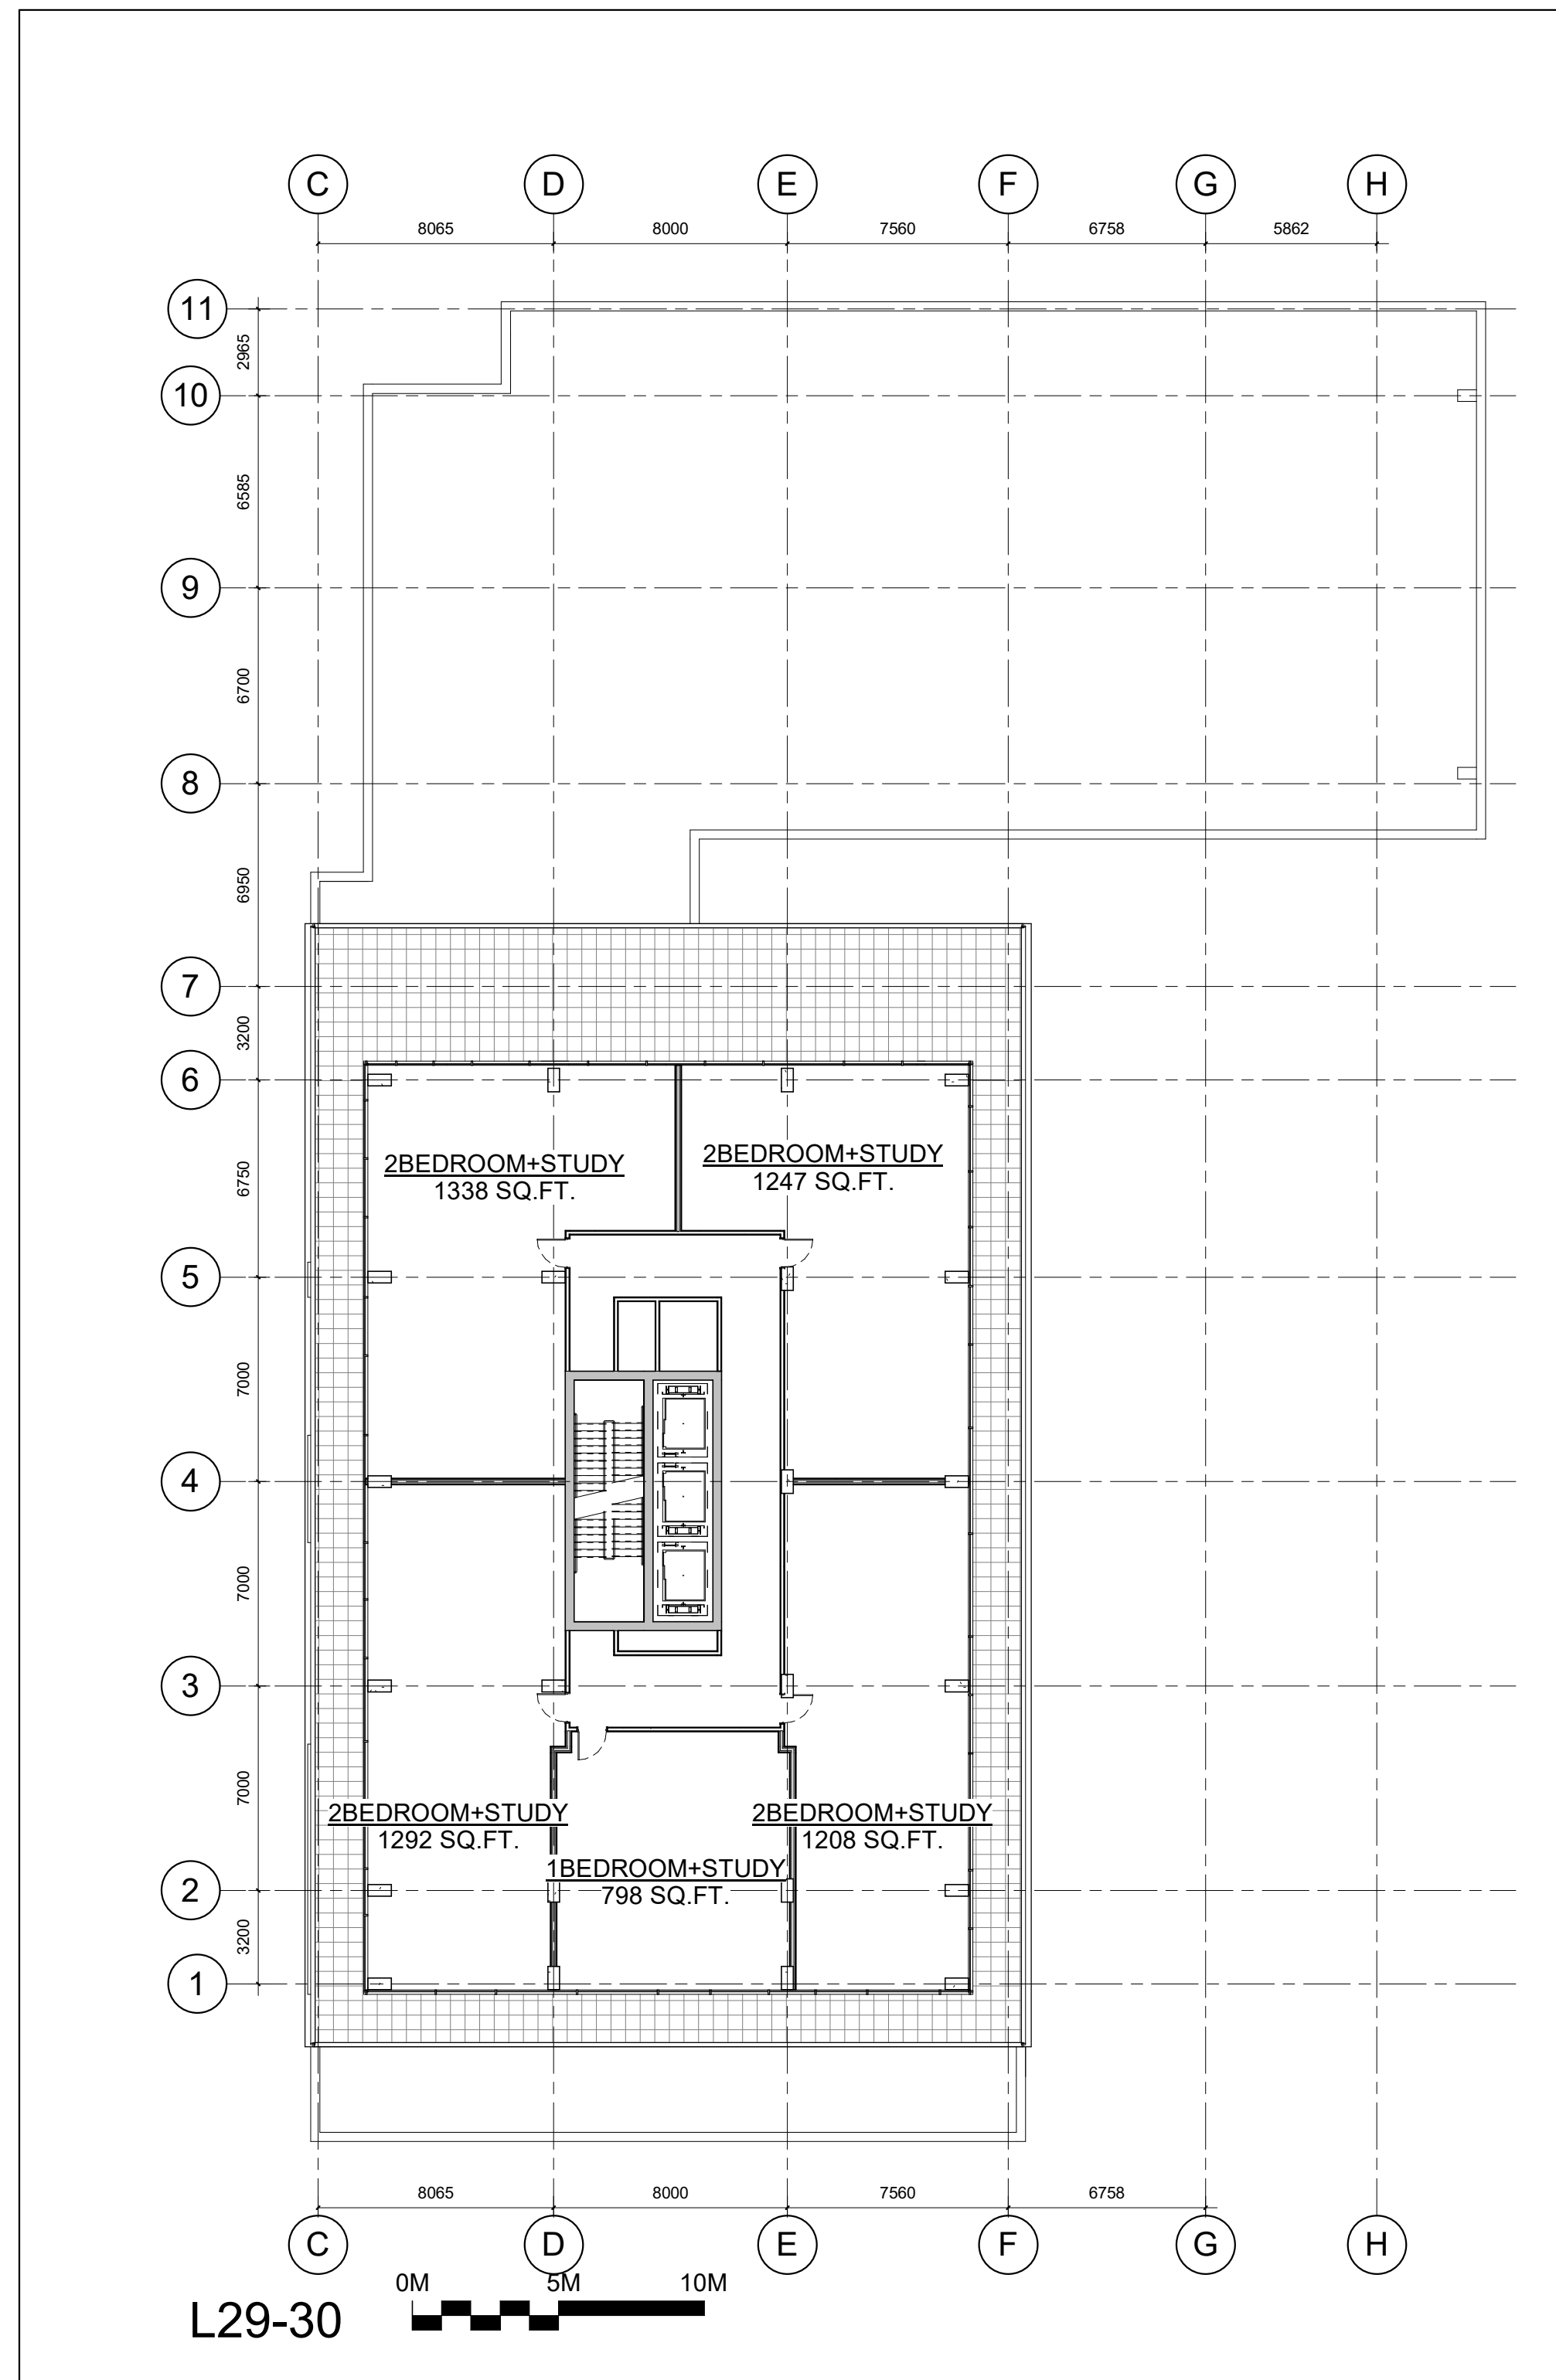 C D E F G H
8065 8000 7560 6758 5862
11
2965
10
6585
9
6700
8
6950
7
3200
6
6750
2BEDROOM+STUDY
1338 SQ.FT.
2BEDROOM+STUDY
1247 SQ.FT.
5
7000
4
7000
3
7000
2BEDROOM+STUDY
1292 SQ.FT.
2BEDROOM+STUDY
1208 SQ.FT.
1BEDROOM+STUDY
798 SQ.FT.
2
3200
1
8065 8000 7560 6758
C D E F G H
0M 5M 10M
L29-30